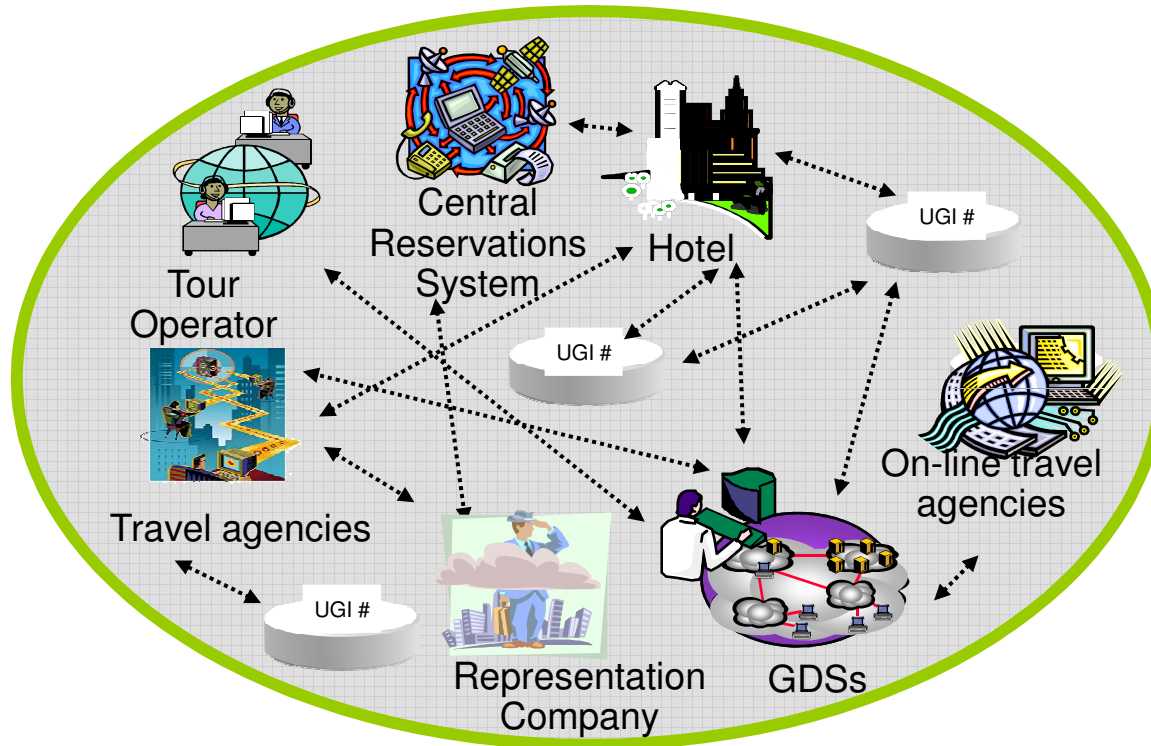 Central
Reservations
System
Hotel
UGI #
Tour
Operator
UGI #
On-line travel
agencies
Travel agencies
UGI #
Representation
Company
GDSs